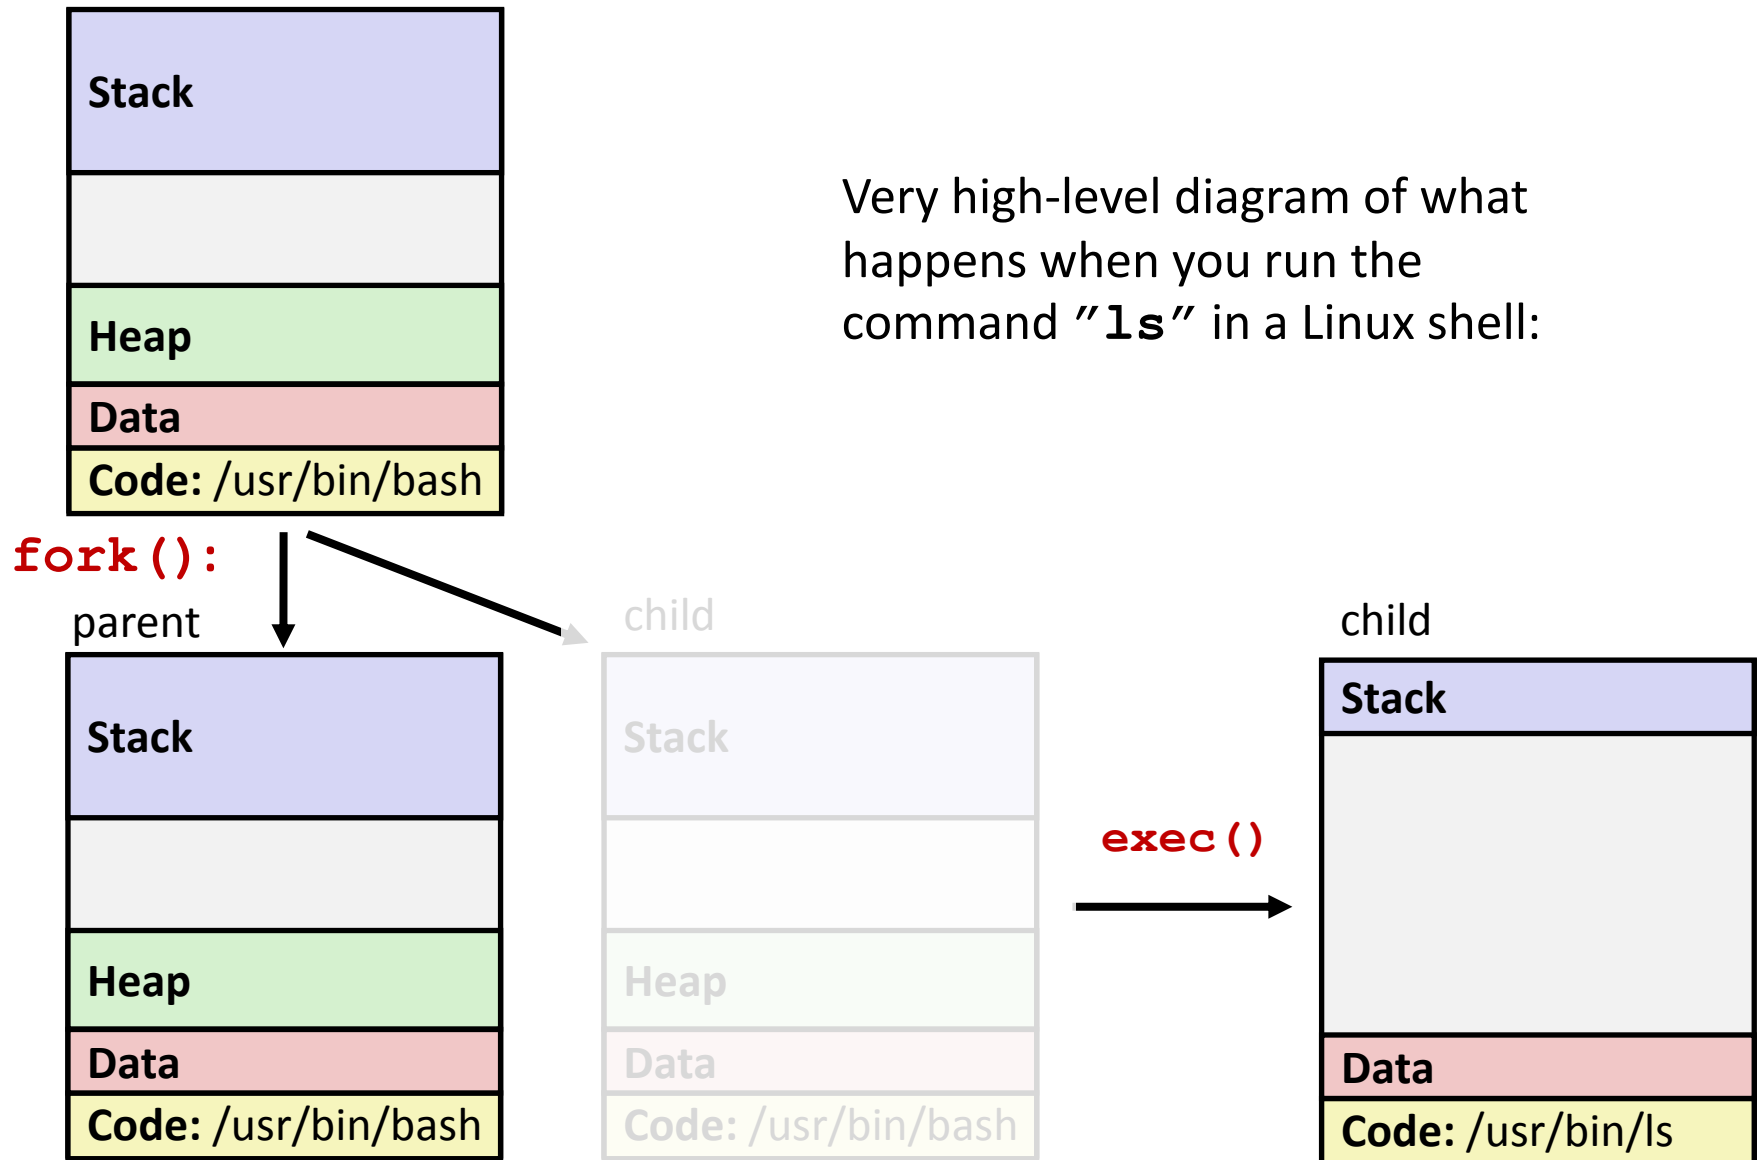 Stack
Heap
Data
Code: /usr/bin/bash
Very high-level diagram of what
happens when you run the
command ″ls″ in a Linux shell:
fork():
parent
Stack
Heap
Data
Code: /usr/bin/bash
child
Stack
Heap
Data
Code: /usr/bin/bash
exec()
child
Stack
Data
Code: /usr/bin/ls